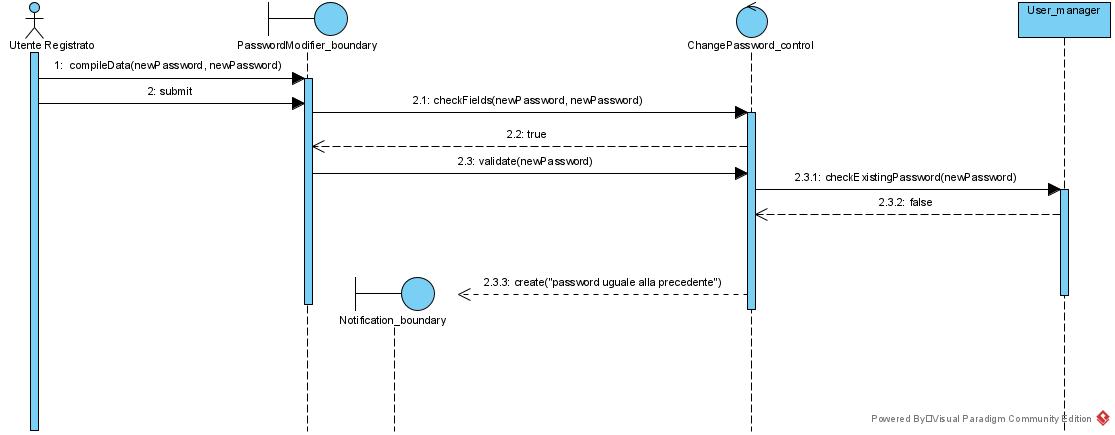 User_manager
Utente Registrato
PasswordModifier_boundary
ChangePassword_control
1: compileData(newPassword, newPassword)
2: submit
2.1: checkFields(newPassword, newPassword)
2.2: true
2.3: validate(newPassword)
2.3.1: checkExistingPassword(newPassword)
2.3.2: false
2.3.3: create("password uguale alla precedente")
Notification_boundary
Powered By Visual Paradigm Community Edition